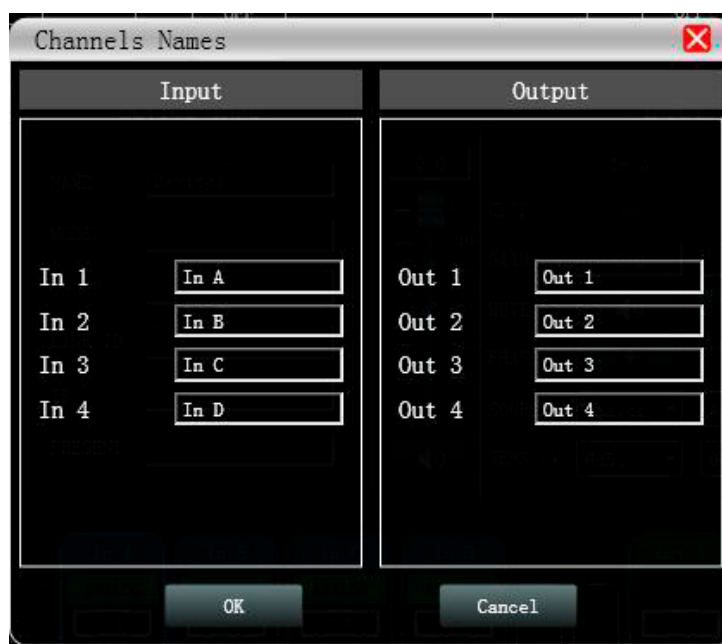 Channels Names
Input
Output
In 1 In A
In 2 In B
In 3 In C
In 4 In D
Out 1 Out 1
Out 2 Out 2
Out 3 Out 3
Out 4 Out 4
OK
Cancel